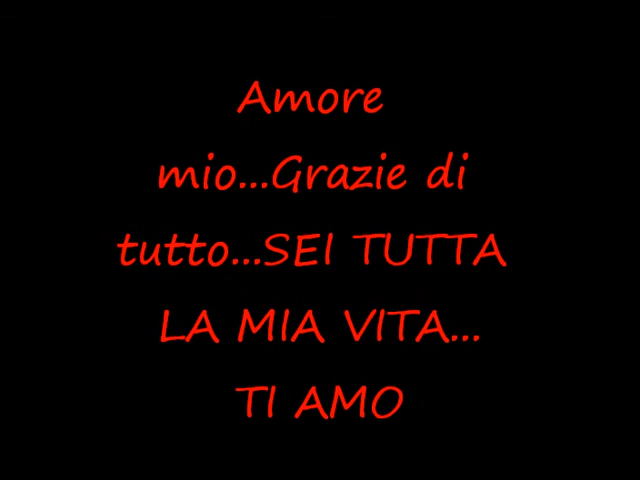 Amore
mio...Grazie di
tutto...SEI TUTTA
LA MIA VITA...
TI AMO